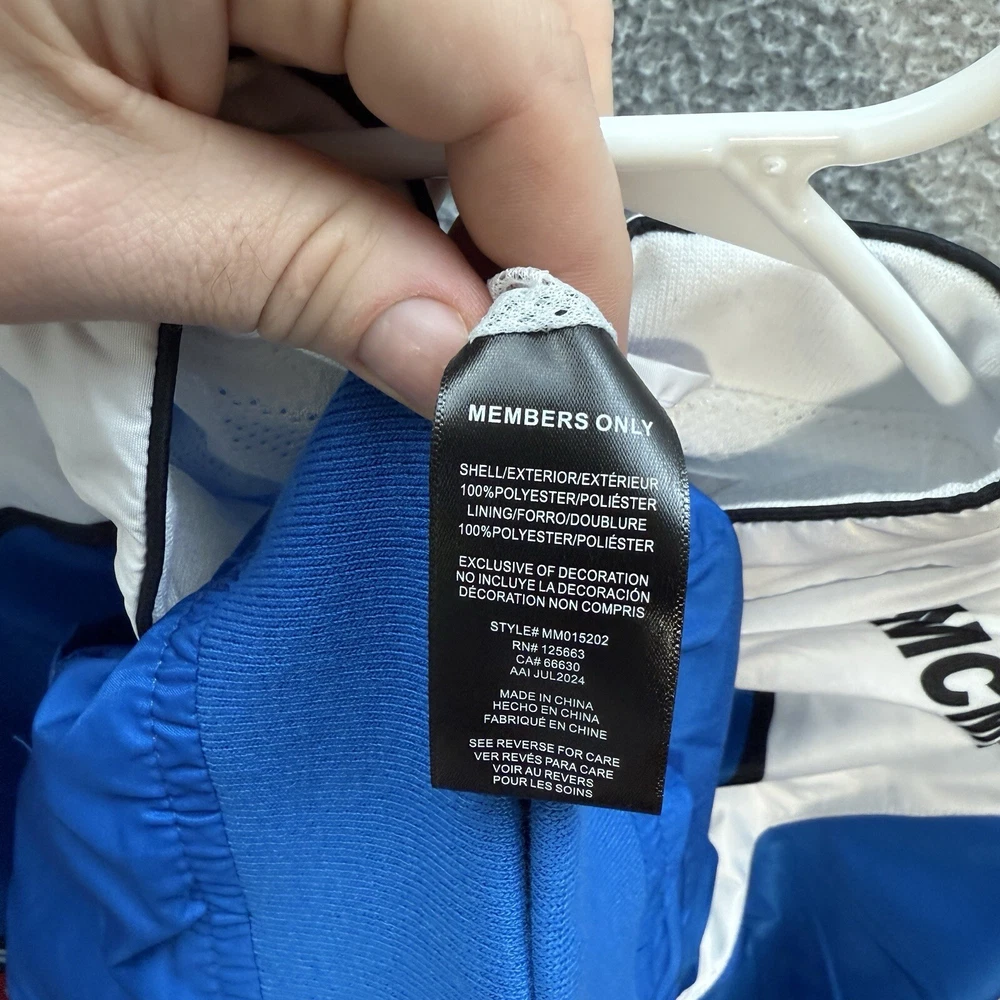 MEMBERS ONLY
SHELL/EXTERIOR/EXTÉRIEUR
100%POLYESTER/POLIÉSTER
LINING/FORRO/DOUBLURE
100%POLYESTER/POLIÉSTER
EXCLUSIVE OF DECORATION
NO INCLUYE LA DECORACIÓN
DÉCORATION NON COMPRIS
STYLE# MM015202
RN# 125663
CA# 66630
AAI JUL2024
MADE IN CHINA
HECHO EN CHINA
FABRIQUÉ EN CHINE
SEE REVERSE FOR CARE
VER REVÉS PARA CARE
VOIR AU REVERS
POUR LES SOINS